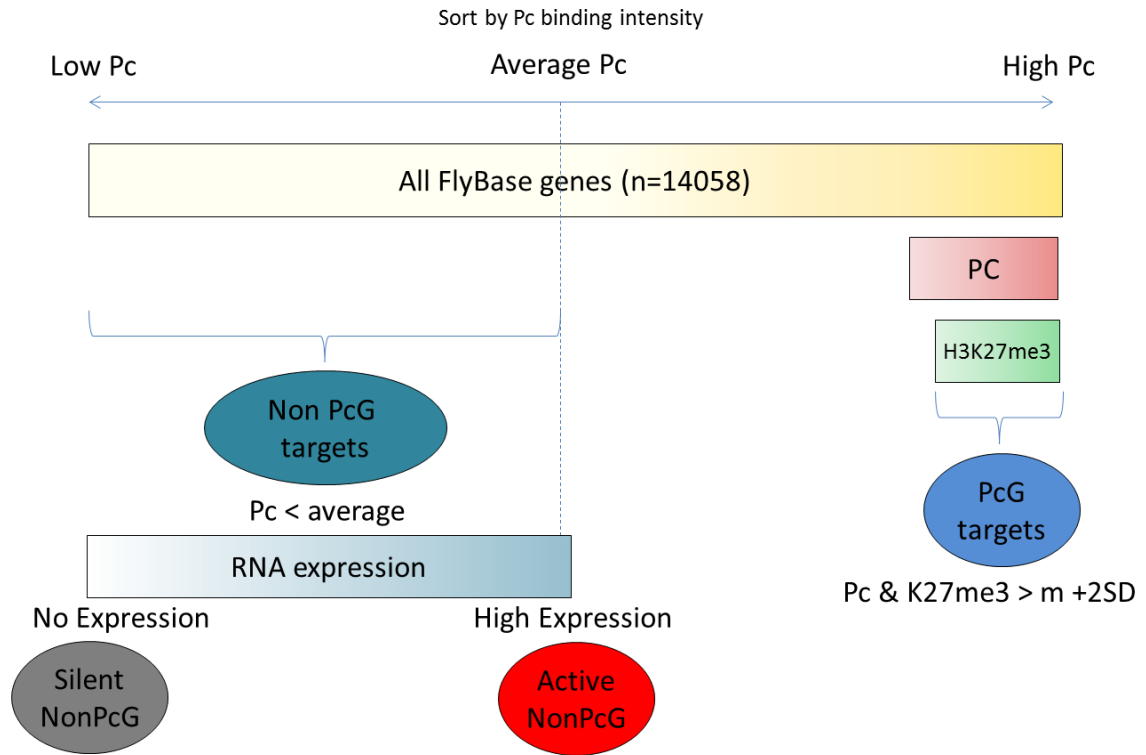 Sort by Pc binding intensity
Low Pc
Average Pc
High Pc
All FlyBase genes (n=14058)
PC
H3K27me3
Non PcG
targets
Pc < average
PcG
targets
Pc & K27me3 > m +2SD
RNA expression
No Expression
High Expression
Silent
NonPcG
Active
NonPcG